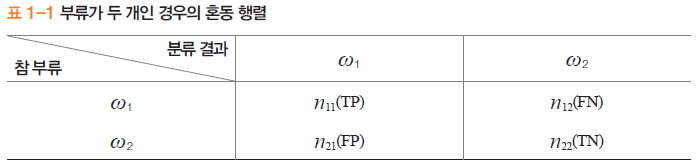 표 1-1 부류가 두 개인 경우의 혼동 행렬
분류 결과
참 부류
ω₁ ω₂
ω₁ n₁₁(TP) n₁₂(FN)
ω₂ n₂₁(FP) n₂₂(TN)